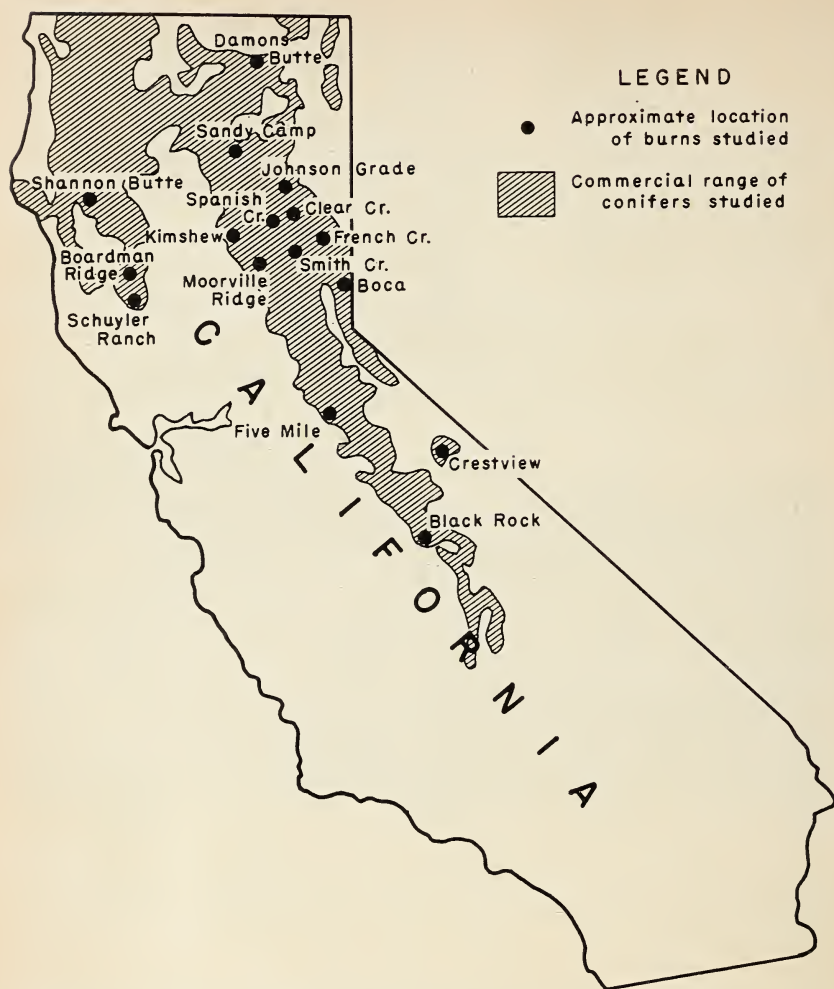 Damons
Butte
LEGEND
Approximate location
of burns studied
Sandy Camp
Johnson Grade
Commercial range of
conifers studied
Shannon Butte
Spanish
Cr.
Clear Cr.
Kimshew
French Cr.
Boardman
Ridge
Smith Cr.
Moorville
Ridge
Boca
Schuyler
Ranch
CALIFORNIA
Five Mile
Crestview
Black Rock